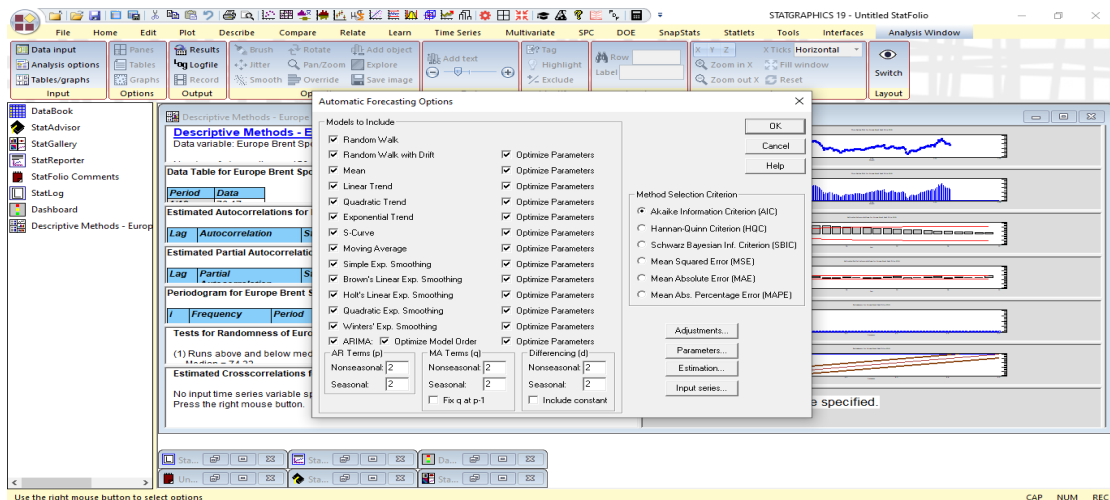 STATGRAPHICS 19 - Untitled StatFolio
File Home Edit Plot Describe Compare Relate Learn Time Series Multivariate SPC DOE SnapStats Statlets Tools Interfaces Analysis Window
Data input Panes Results Brush Rotate Add object Add text Tag Row X Y Z X Ticks Horizontal
Analysis options Tables Logfile Jitter Pan/Zoom Explore Highlight Label Zoom in X Fill window Switch
Tables/graphs Graphs Record Smooth Override Save image Exclude Zoom out X Reset
Input Options Output Layout
DataBook
StatAdvisor
StatGallery
StatReporter
StatFolio Comments
StatLog
Dashboard
Descriptive Methods - Europ
Descriptive Methods - Europe
Descriptive Methods - E
Data variable: Europe Brent Spo
Data Table for Europe Brent Spo
Period Data
Estimated Autocorrelations for
Lag Autocorrelation
Estimated Partial Autocorrelatio
Lag Partial
Periodogram for Europe Brent S
i Frequency Period
Tests for Randomness of Euro
(1) Runs above and below med
Estimated Crosscorrelations f
No input time series variable sp
Press the right mouse button.
Automatic Forecasting Options
Models to Include
Random Walk
Random Walk with Drift Optimize Parameters
Mean Optimize Parameters
Linear Trend Optimize Parameters
Quadratic Trend Optimize Parameters
Exponential Trend Optimize Parameters
S-Curve Optimize Parameters
Moving Average Optimize Parameters
Simple Exp. Smoothing Optimize Parameters
Brown's Linear Exp. Smoothing Optimize Parameters
Holt's Linear Exp. Smoothing Optimize Parameters
Quadratic Exp. Smoothing Optimize Parameters
Winters' Exp. Smoothing Optimize Parameters
ARIMA: Optimize Model Order Optimize Parameters
AR Terms (p) MA Terms (q) Differencing (d)
Nonseasonal: 2 Nonseasonal: 2 Nonseasonal: 2
Seasonal: 2 Seasonal: 2 Seasonal: 2
Fix q at p-1 Include constant
OK
Cancel
Help
Method Selection Criterion
Akaike Information Criterion (AIC)
Hannan-Quinn Criterion (HQC)
Schwarz Bayesian Inf. Criterion (SBIC)
Mean Squared Error (MSE)
Mean Absolute Error (MAE)
Mean Abs. Percentage Error (MAPE)
Adjustments...
Parameters...
Estimation...
Input series...
e specified.
Sta... Sta... Da...
Un... Sta... Sta...
Use the right mouse button to select options CAP NUM REC